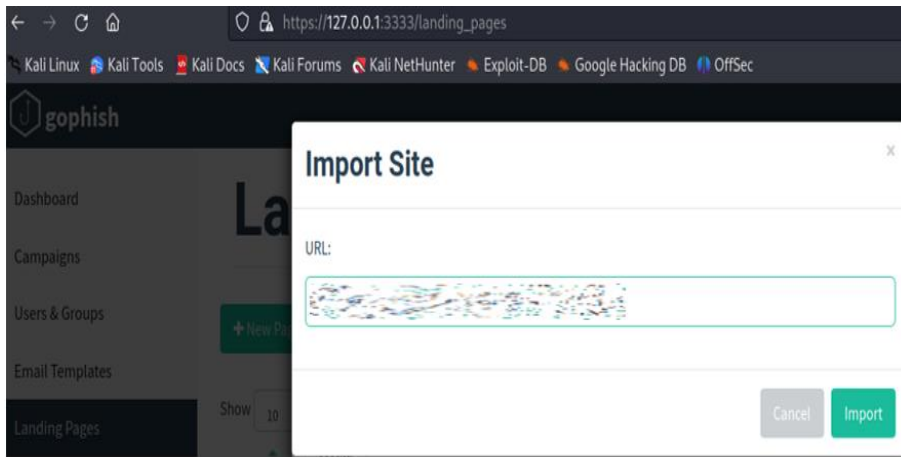 https://127.0.0.1:3333/landing_pages
Kali Linux Kali Tools Kali Docs Kali Forums Kali NetHunter Exploit-DB Google Hacking DB OffSec
gophish
Import Site
x
Dashboard
La
URL:
Campaigns
Users & Groups
+ New Pa
Email Templates
Show 10
Cancel Import
Landing Pages